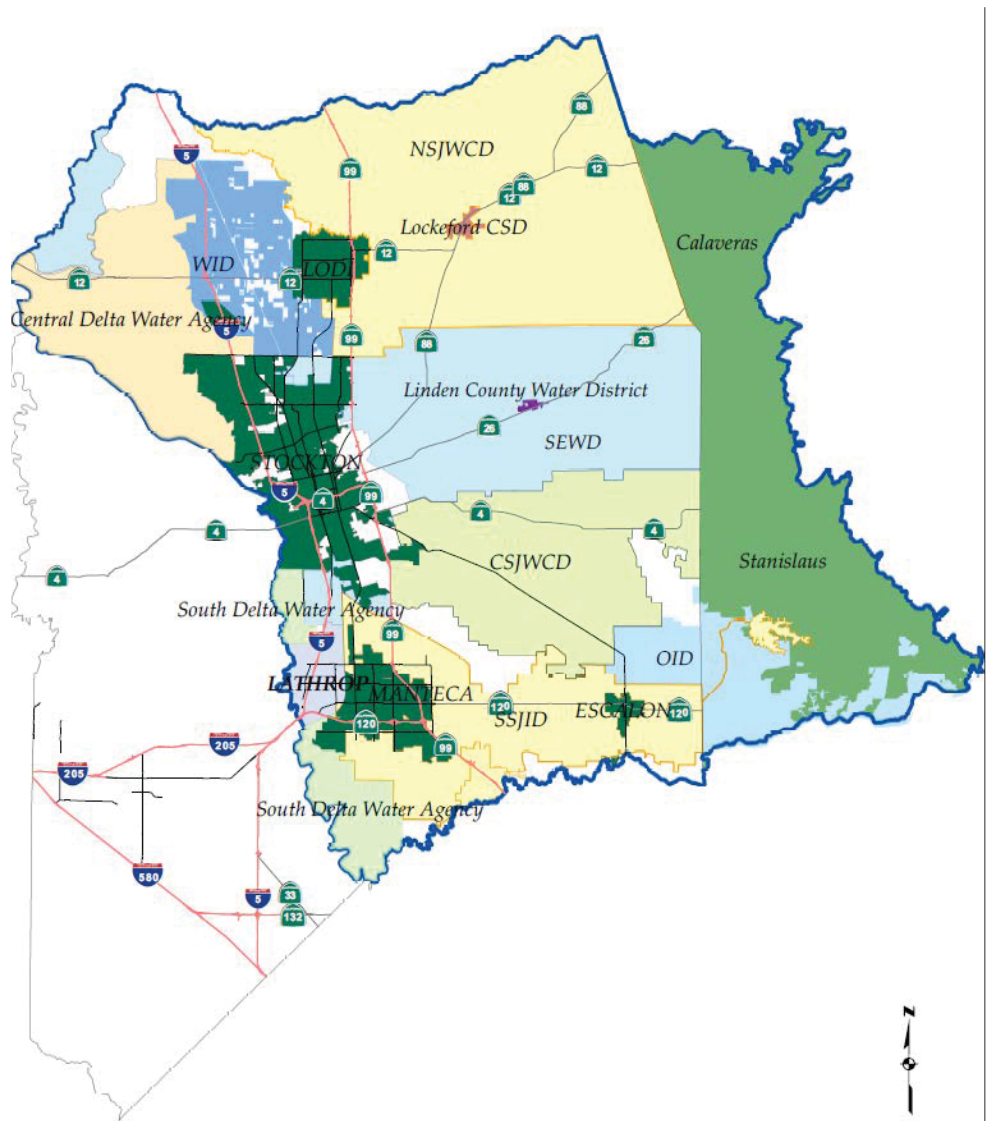 88
NSJWCD
5
99
12
88
12
Lockeford CSD
Calaveras
12
WID
LODI
12
12
Central Delta Water Agency
5
99
88
26
Linden County Water District
26
SEWD
STOCKTON
5
4
99
4
4
4
CSJWCD
4
Stanislaus
South Delta Water Agency
99
5
OID
LATHROP
MANTECA
120
ESCALON
120
SSJID
120
205
99
205
South Delta Water Agency
580
5
33
132
N